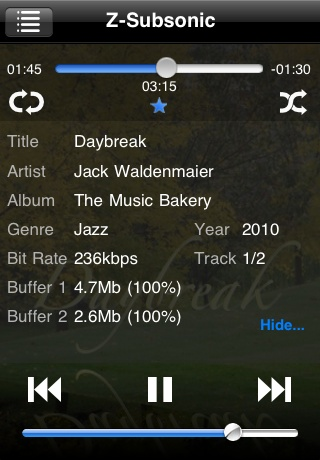 Z-Subsonic
01:45 -01:30
03:15
Title Daybreak
Artist Jack Waldenmaier
Album The Music Bakery
Genre Jazz Year 2010
Bit Rate 236kbps Track 1/2
Buffer 1 4.7Mb (100%)
Buffer 2 2.6Mb (100%)
Daybreak
Hide...